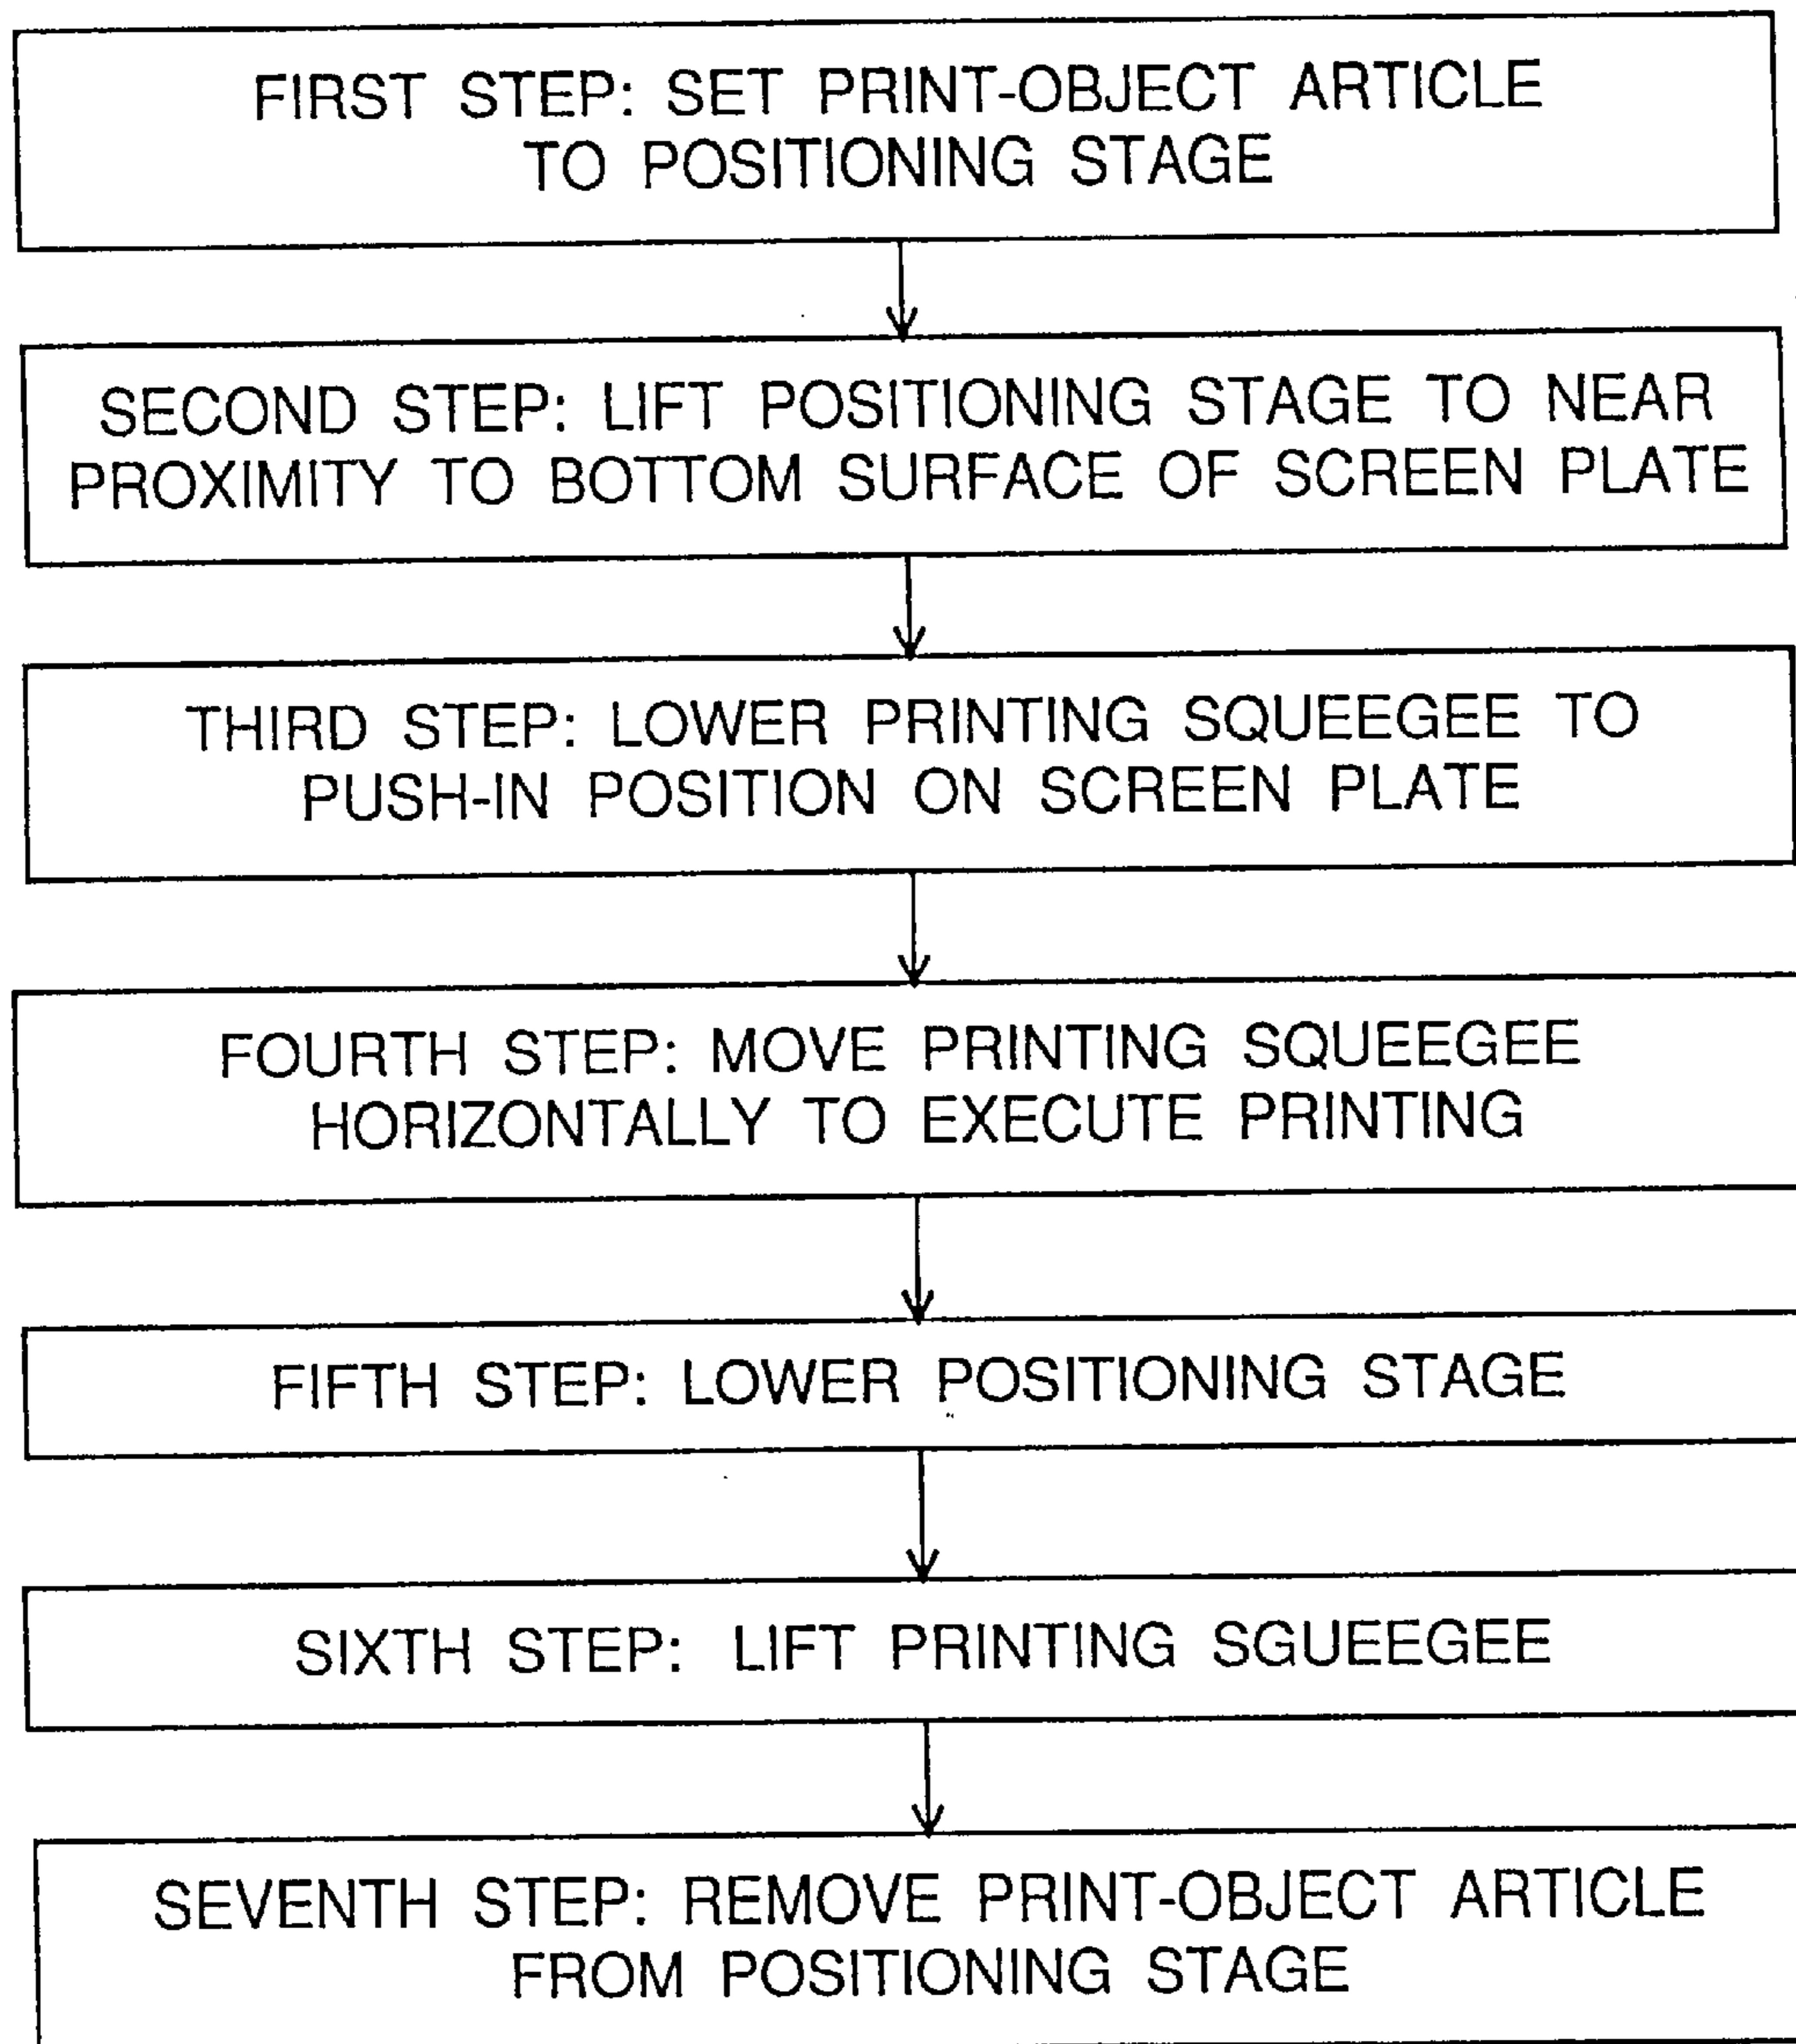 FIRST STEP: SET PRINT-OBJECT ARTICLE
TO POSITIONING STAGE
SECOND STEP: LIFT POSITIONING STAGE TO NEAR
PROXIMITY TO BOTTOM SURFACE OF SCREEN PLATE
THIRD STEP: LOWER PRINTING SQUEEGEE TO
PUSH-IN POSITION ON SCREEN PLATE
FOURTH STEP: MOVE PRINTING SQUEEGEE
HORIZONTALLY TO EXECUTE PRINTING
FIFTH STEP: LOWER POSITIONING STAGE
SIXTH STEP: LIFT PRINTING SGUEEGEE
SEVENTH STEP: REMOVE PRINT-OBJECT ARTICLE
FROM POSITIONING STAGE